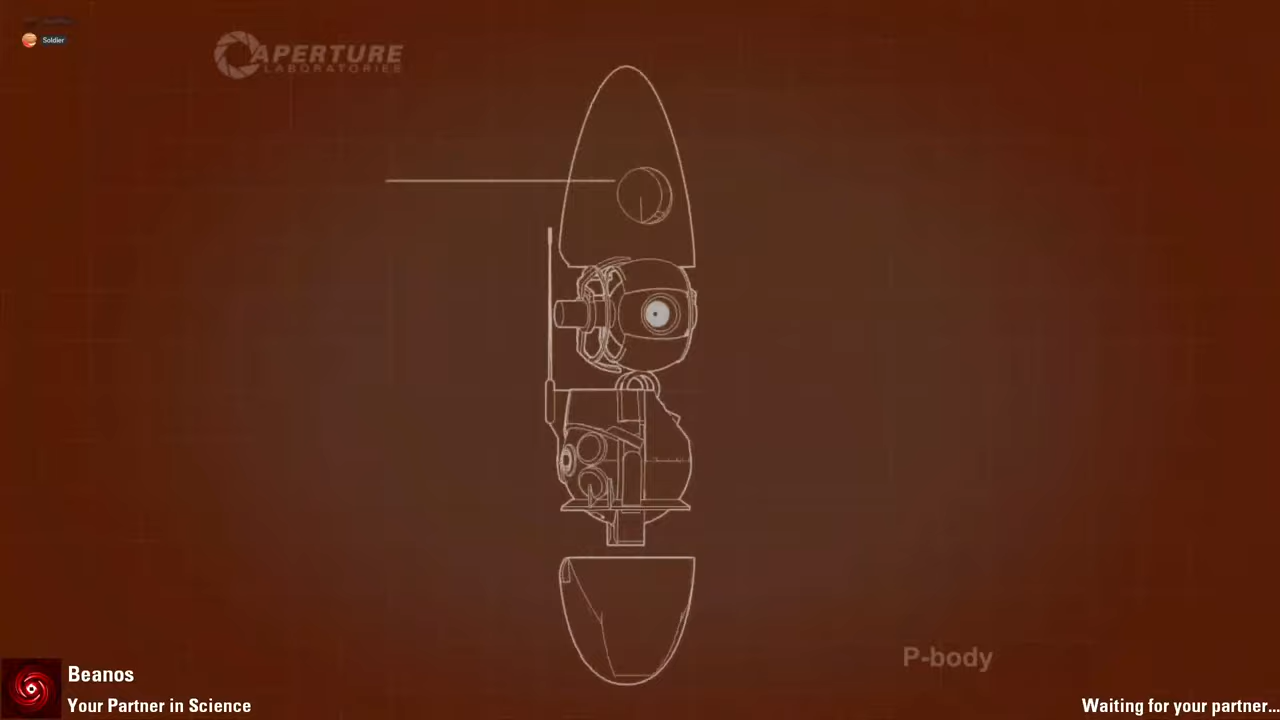 Soldier
APERTURE
LABORATORIES
P-body
Beanos
Your Partner in Science
Waiting for your partner...